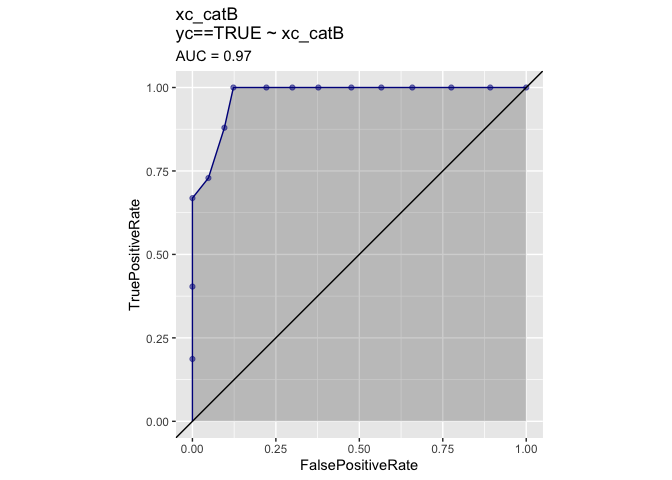 xc_catB
yc==TRUE ~ xc_catB
AUC = 0.97
TruePositiveRate
1.00
0.75
0.50
0.25
0.00
0.00 0.25 0.50 0.75 1.00
FalsePositiveRate